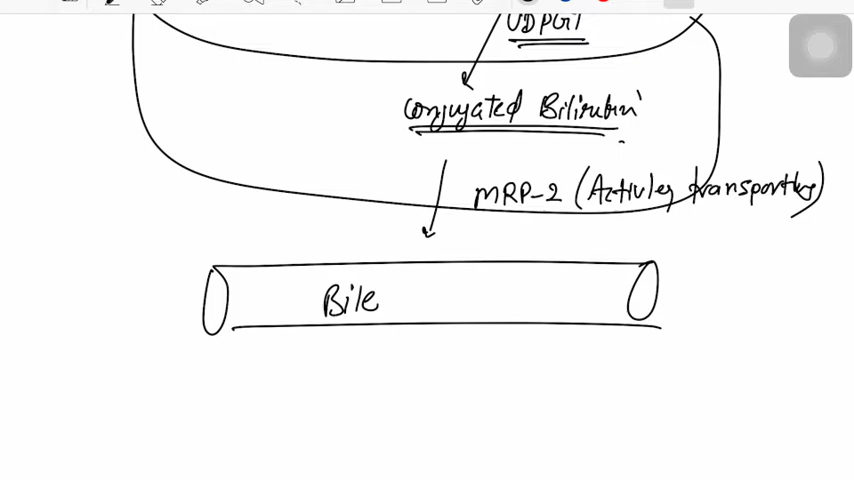 UDPGT
Conjugated Bilirubin
MRP-2 (Actively transporting)
Bile